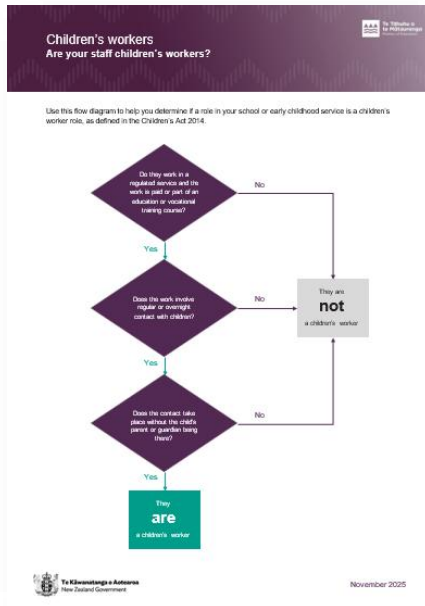 Children's workers
Are your staff children's workers?
Te Tāhuhu o
te Mātauranga
Ministry of Education
Use this flow diagram to help you determine if a role in your school or early childhood service is a children's
worker role, as defined in the Children's Act 2014.
Do they work in a
regulated service and the
work is paid or part of an
education or vocational
training course?
No
Yes
Does the work involve
regular or overnight
contact with children?
No
They are
not
a children's worker
Yes
Does the contact take
place without the child's
parent or guardian being
there?
No
Yes
They
are
a children's worker
Te Kāwanatanga o Aotearoa
New Zealand Government
November 2025